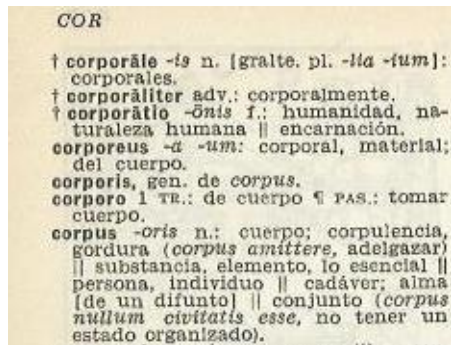 COR
† corporāle -is n. [gralte. pl. -lia -ium]:
corporales.
† corporāliter adv.: corporalmente.
† corporātio -ōnis f.: humanidad, na-
turaleza humana || encarnación.
corporeus -a -um: corporal, material;
del cuerpo.
corporis, gen. de corpus.
corporo 1 TR.: de cuerpo ¶ PAS.: tomar
cuerpo.
corpus -oris n.: cuerpo; corpulencia,
gordura (corpus amittere, adelgazar)
|| substancia, elemento, lo esencial ||
persona, individuo || cadáver; alma
[de un difunto] || conjunto (corpus
nullum civitatis esse, no tener un
estado organizado).